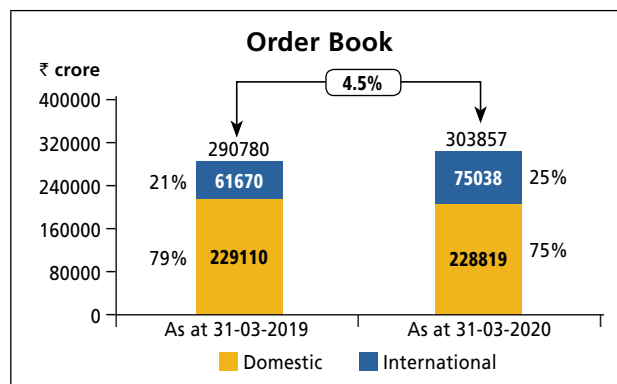 Order Book
₹ crore
4.5%
400000
320000
240000
160000
80000
0
290780
303857
21%
61670
75038
25%
79%
229110
228819
75%
As at 31-03-2019
As at 31-03-2020
Domestic
International